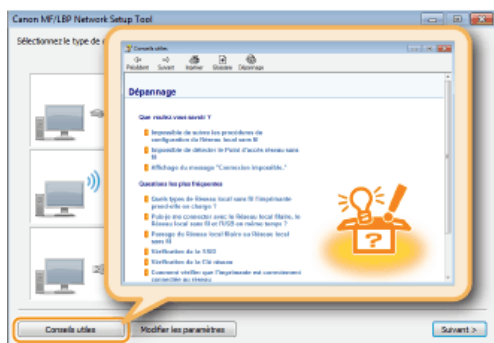 Canon MF/LBP Network Setup Tool
Sélectionnez le type de
Conseils utiles
Précédent Suivant Imprimer Glossaire Dépannage
Dépannage
Que voulez-vous savoir ?
Impossible de suivre les procédures de
configuration du Réseau local sans fil
Impossible de détecter le Point d'accès réseau sans
fil
Affichage du message "Connexion impossible."
Questions les plus fréquentes
Quels types de Réseau local sans fil l'imprimante
prend-elle en charge ?
Puis-je me connecter avec le Réseau local filaire, le
Réseau local sans fil et l'USB en même temps ?
Passage du Réseau local filaire au Réseau local
sans fil
Vérification de la SSID
Vérification de la Clé réseau
Comment vérifier que l'imprimante est correctement
connectée au réseau
?
Conseils utiles
Modifier les paramètres
Suivant >